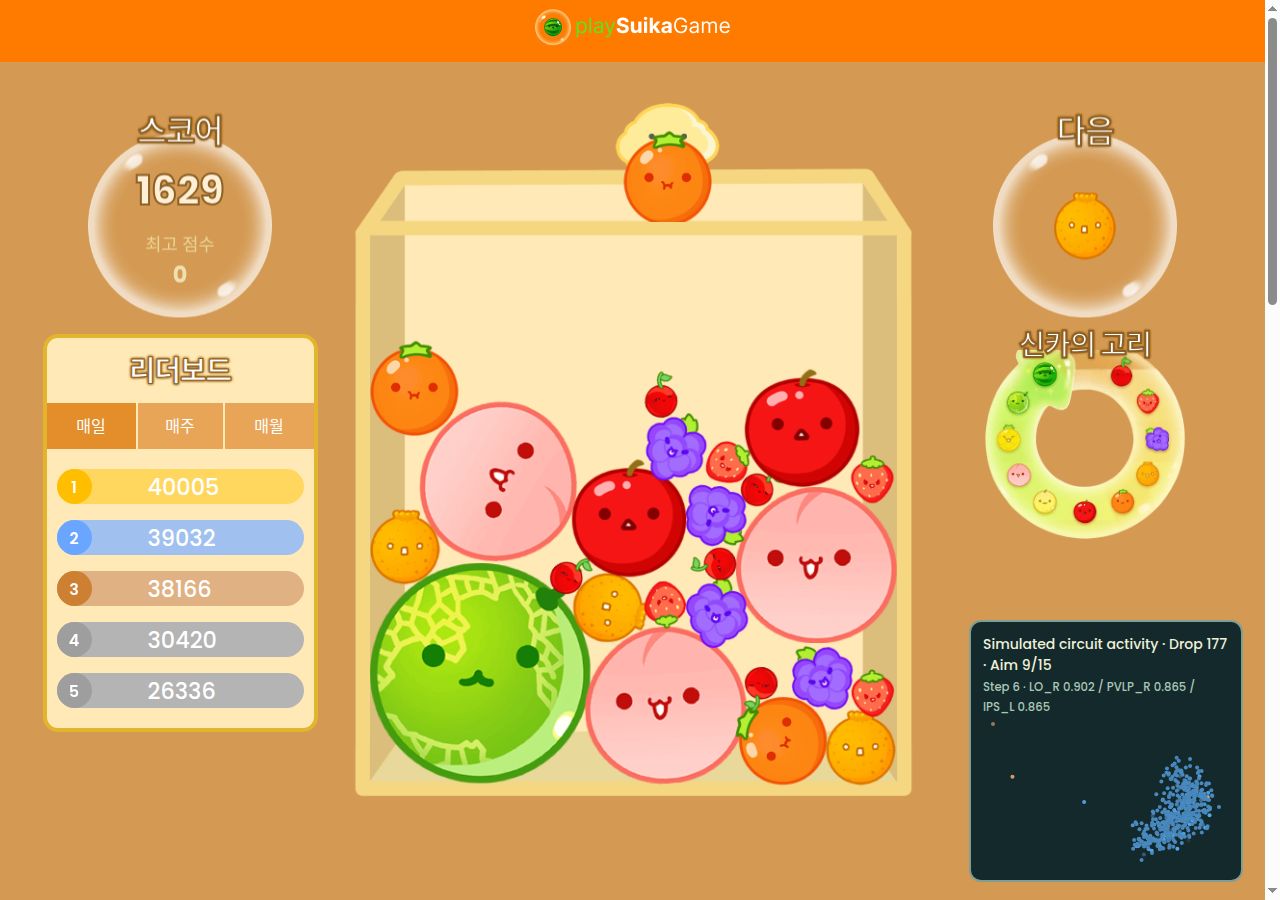 playSuikaGame
스코어
1629
최고 점수
0
리더보드
매일 매주 매월
1 40005
2 39032
3 38166
4 30420
5 26336
다음
신카의 고리
Simulated circuit activity · Drop 177
· Aim 9/15
Step 6 · LO_R 0.902 / PVLP_R 0.865 /
IPS_L 0.865